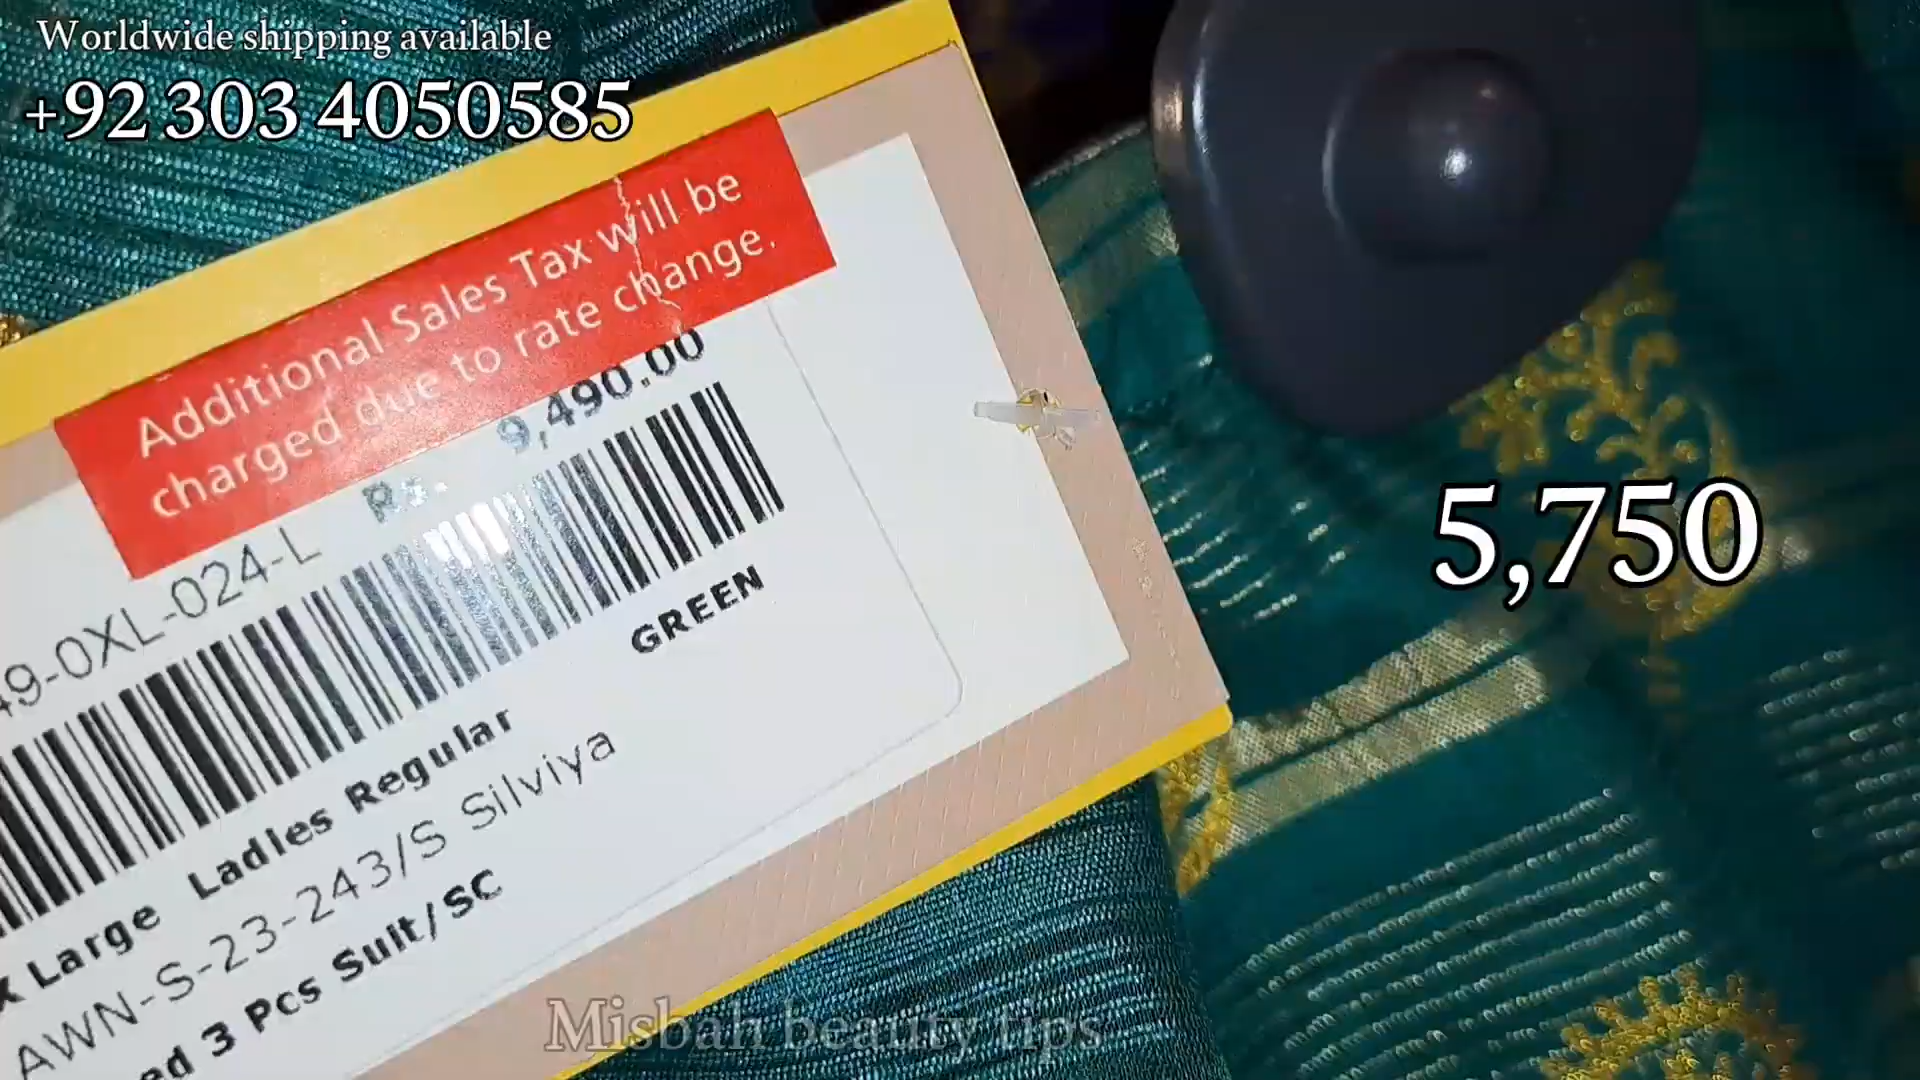 Worldwide shipping available
+92 303 4050585
Additional Sales Tax will be
charged due to rate change.
Rs. 9,490.00
49-0XL-024-L
GREEN
X Large Ladies Regular
AWN-S-23-243/S Silviya
ed 3 Pcs Suit/SC
5,750
Misbah beauty tips